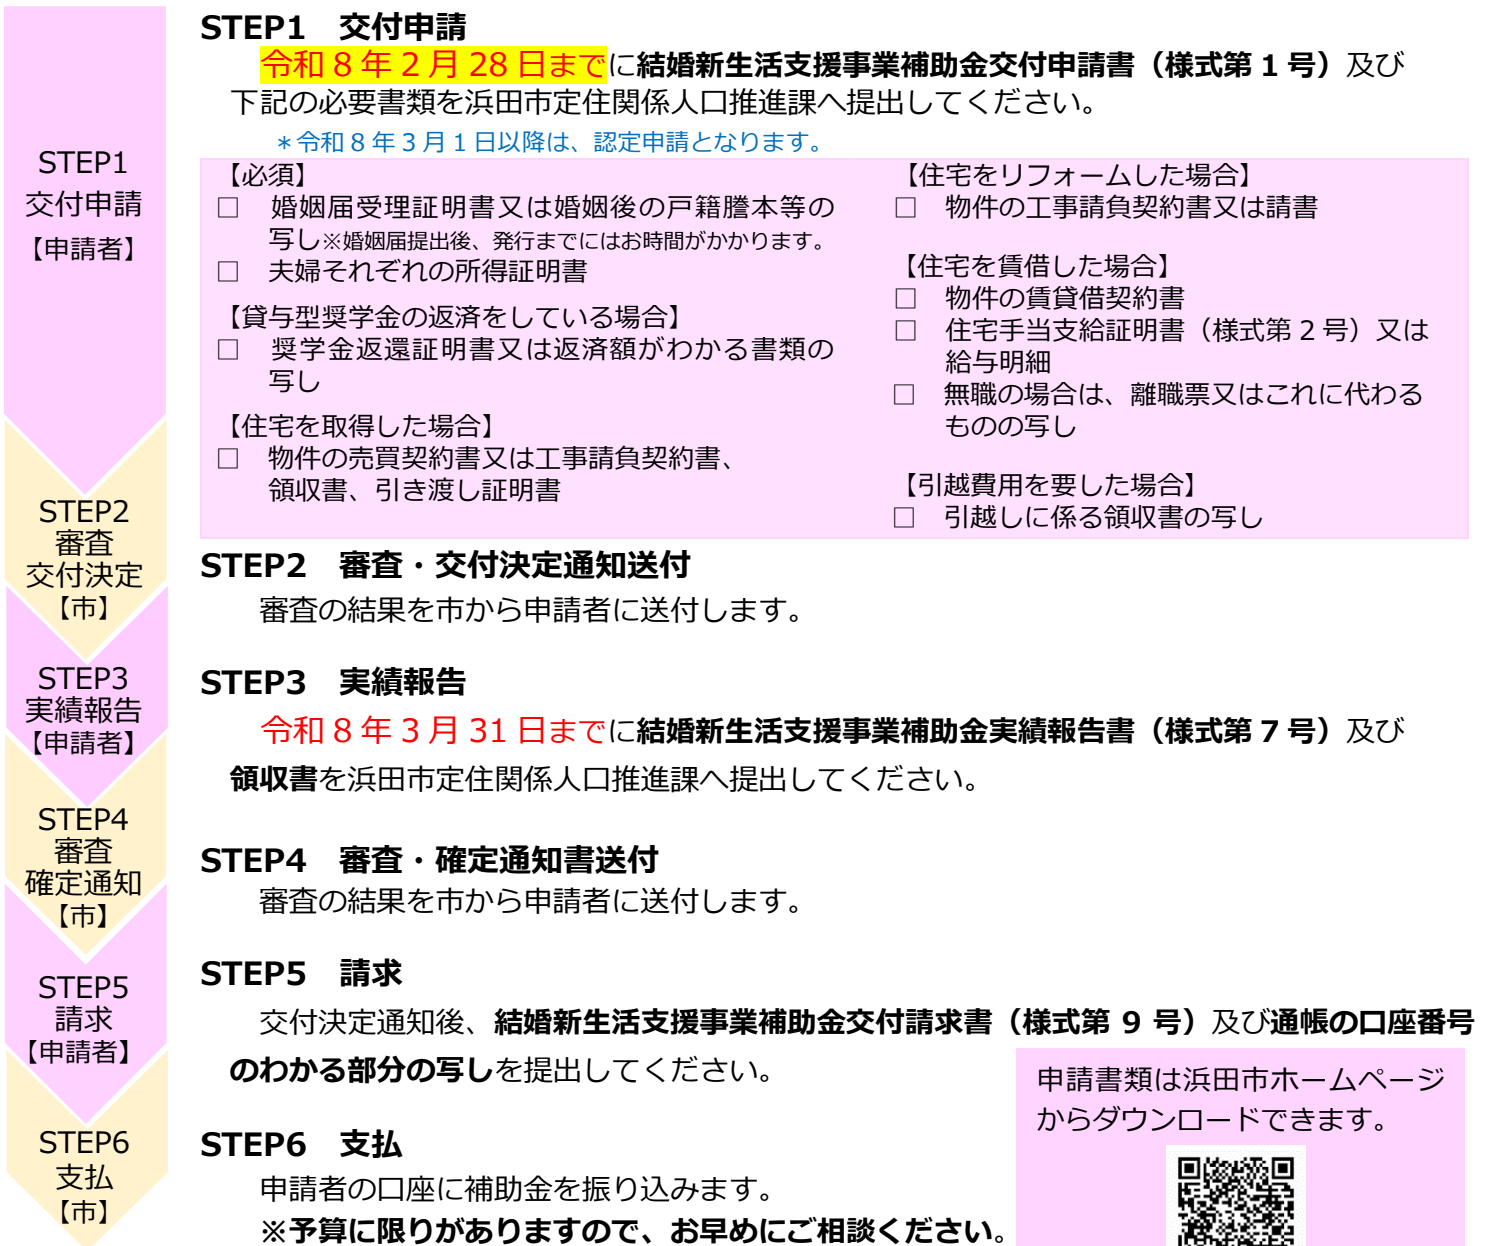 STEP1
交付申請
【申請者】
STEP2
審査
交付決定
【市】
STEP3
実績報告
【申請者】
STEP4
審査
確定通知
【市】
STEP5
請求
【申請者】
STEP6
支払
【市】
STEP1　交付申請
令和８年２月 28 日までに結婚新生活支援事業補助金交付申請書（様式第１号）及び
下記の必要書類を浜田市定住関係人口推進課へ提出してください。
＊令和８年３月１日以降は、認定申請となります。
【必須】
□　婚姻届受理証明書又は婚姻後の戸籍謄本等の
写し※婚姻届提出後、発行までにはお時間がかかります。
□　夫婦それぞれの所得証明書
【貸与型奨学金の返済をしている場合】
□　奨学金返還証明書又は返済額がわかる書類の
写し
【住宅を取得した場合】
□　物件の売買契約書又は工事請負契約書、
領収書、引き渡し証明書
【住宅をリフォームした場合】
□　物件の工事請負契約書又は請書
【住宅を賃借した場合】
□　物件の賃貸借契約書
□　住宅手当支給証明書（様式第２号）又は
給与明細
□　無職の場合は、離職票又はこれに代わる
ものの写し
【引越費用を要した場合】
□　引越しに係る領収書の写し
STEP2　審査・交付決定通知送付
審査の結果を市から申請者に送付します。
STEP3　実績報告
令和８年３月 31 日までに結婚新生活支援事業補助金実績報告書（様式第７号）及び
領収書を浜田市定住関係人口推進課へ提出してください。
STEP4　審査・確定通知書送付
審査の結果を市から申請者に送付します。
STEP5　請求
交付決定通知後、結婚新生活支援事業補助金交付請求書（様式第 9 号）及び通帳の口座番号
のわかる部分の写しを提出してください。
STEP6　支払
申請者の口座に補助金を振り込みます。
※予算に限りがありますので、お早めにご相談ください。
申請書類は浜田市ホームページ
からダウンロードできます。